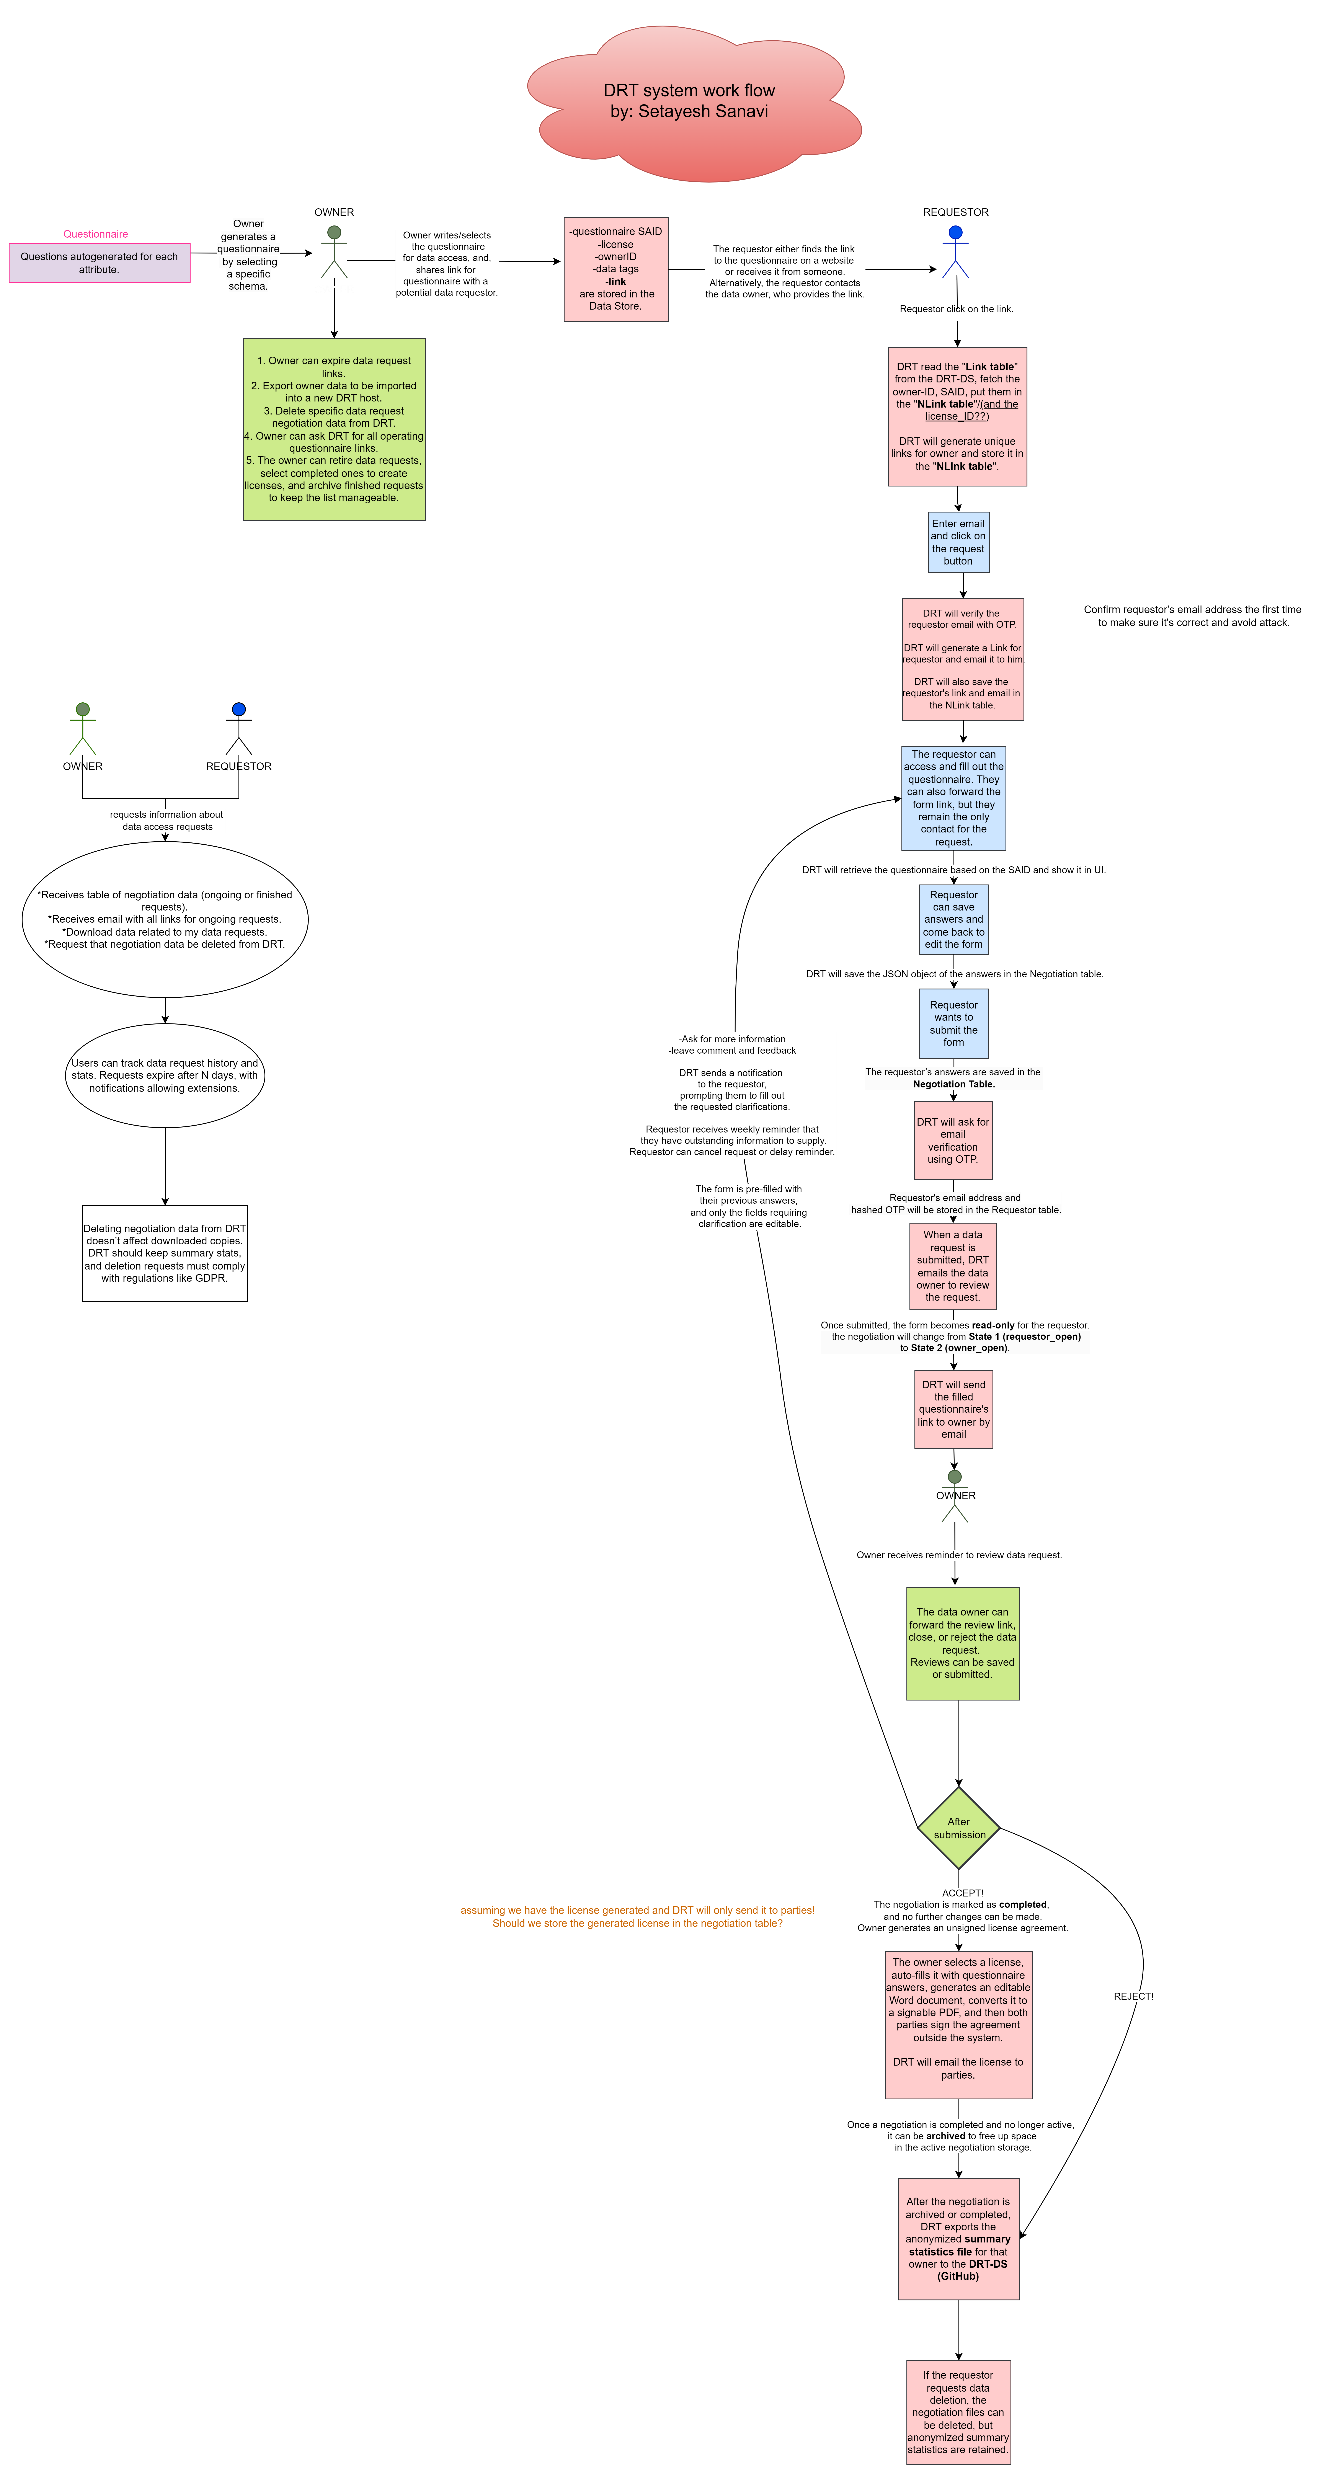 DRT system work flow
by: Setayesh Sanavi
Questionnaire
Questions autogenerated for each
attribute.
Owner
generates a
questionnaire
by selecting
a specific
schema.
OWNER
Owner writes/selects
the questionnaire
for data access, and,
shares link for
questionnaire with a
potential data requestor.
-questionnaire SAID
-license
-ownerID
-data tags
-link
are stored in the
Data Store.
The requestor either finds the link
to the questionnaire on a website
or receives it from someone.
Alternatively, the requestor contacts
the data owner, who provides the link.
REQUESTOR
Requestor click on the link.
1. Owner can expire data request
links.
2. Export owner data to be imported
into a new DRT host.
3. Delete specific data request
negotiation data from DRT.
4. Owner can ask DRT for all operating
questionnaire links.
5. The owner can retire data requests,
select completed ones to create
licenses, and archive finished requests
to keep the list manageable.
DRT read the "Link table"
from the DRT-DS, fetch the
owner-ID, SAID, put them in
the "NLink table"/(and the
license_ID??)
DRT will generate unique
links for owner and store it in
the "NLInk table".
Enter email
and click on
the request
button
DRT will verify the
requestor email with OTP.
DRT will generate a Link for
requestor and email it to him.
DRT will also save the
requestor's link and email in
the NLink table.
Confirm requestor's email address the first time
to make sure it's correct and avoid attack.
The requestor can
access and fill out the
questionnaire. They
can also forward the
form link, but they
remain the only
contact for the
request.
DRT will retrieve the questionnaire based on the SAID and show it in UI.
Requestor
can save
answers and
come back to
edit the form
DRT will save the JSON object of the answers in the Negotiation table.
Requestor
wants to
submit the
form
The requestor's answers are saved in the
Negotiation Table.
DRT will ask for
email
verification
using OTP.
Requestor's email address and
hashed OTP will be stored in the Requestor table.
When a data
request is
submitted, DRT
emails the data
owner to review
the request.
Once submitted, the form becomes read-only for the requestor.
the negotiation will change from State 1 (requestor_open)
to State 2 (owner_open).
DRT will send
the filled
questionnaire's
link to owner by
email
OWNER
Owner receives reminder to review data request.
The data owner can
forward the review link,
close, or reject the data
request.
Reviews can be saved
or submitted.
After
submission
-Ask for more information
-leave comment and feedback
DRT sends a notification
to the requestor,
prompting them to fill out
the requested clarifications.
Requestor receives weekly reminder that
they have outstanding information to supply.
Requestor can cancel request or delay reminder.
The form is pre-filled with
their previous answers,
and only the fields requiring
clarification are editable.
OWNER
REQUESTOR
requests information about
data access requests
*Receives table of negotiation data (ongoing or finished
requests).
*Receives email with all links for ongoing requests.
*Download data related to my data requests.
*Request that negotiation data be deleted from DRT.
Users can track data request history and
stats. Requests expire after N days, with
notifications allowing extensions.
Deleting negotiation data from DRT
doesn't affect downloaded copies.
DRT should keep summary stats,
and deletion requests must comply
with regulations like GDPR.
ACCEPT!
The negotiation is marked as completed,
and no further changes can be made.
Owner generates an unsigned license agreement.
REJECT!
assuming we have the license generated and DRT will only send it to parties!
Should we store the generated license in the negotiation table?
The owner selects a license,
auto-fills it with questionnaire
answers, generates an editable
Word document, converts it to
a signable PDF, and then both
parties sign the agreement
outside the system.
DRT will email the license to
parties.
Once a negotiation is completed and no longer active,
it can be archived to free up space
in the active negotiation storage.
After the negotiation is
archived or completed,
DRT exports the
anonymized summary
statistics file for that
owner to the DRT-DS
(GitHub)
If the requestor
requests data
deletion, the
negotiation files can
be deleted, but
anonymized summary
statistics are retained.